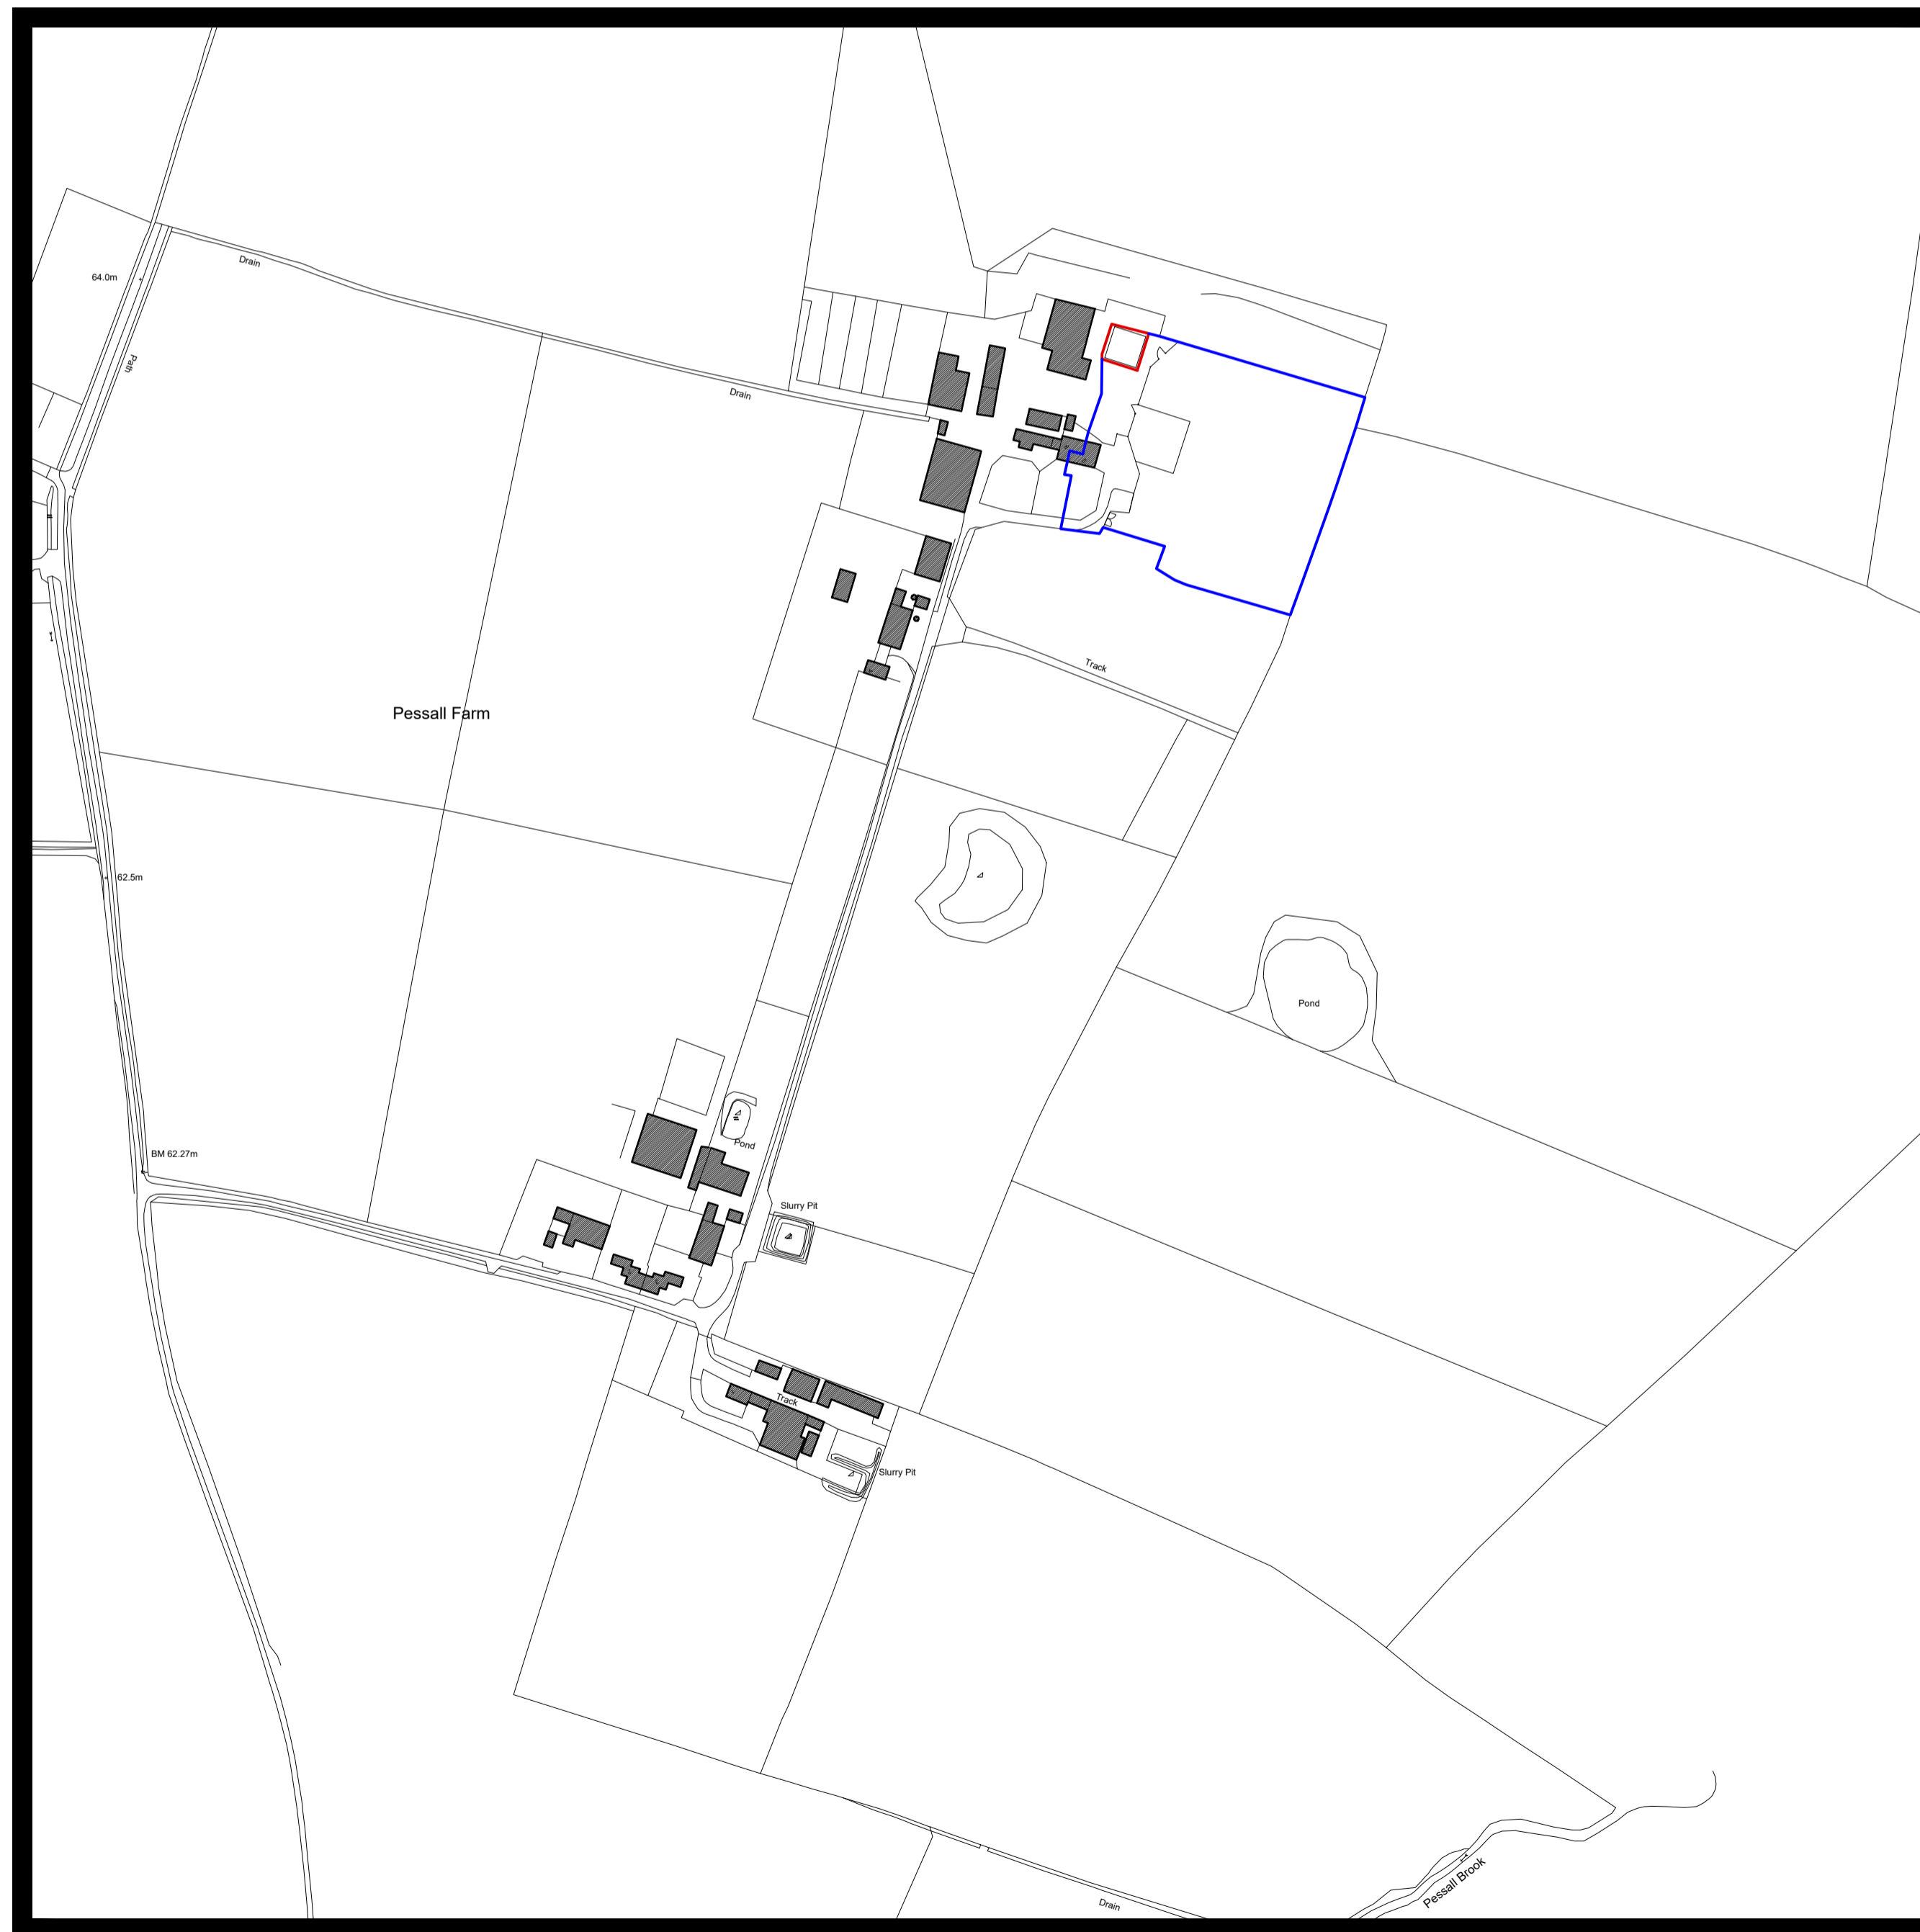 Drain
64.0m
Path
Drain
Track
Pessall Farm
62.5m
Pond
Pond
BM 62.27m
Slurry Pit
Track
Slurry Pit
Pessall Brook
Drain